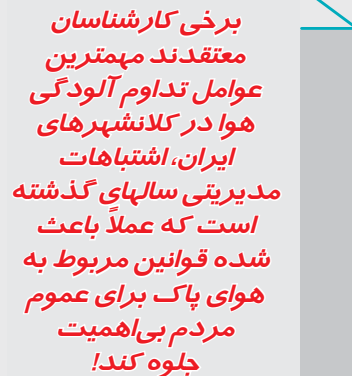 برخی کارشناسان
معتقدند مهمترین
عوامل تداوم آلودگی
هوا در کلانشهرهای
ایران، اشتباهات
مدیریتی سالهای گذشته
است که عملاً باعث
شده قوانین مربوط به
هوای پاک برای عموم
مردم بی‌اهمیت
جلوه کند!